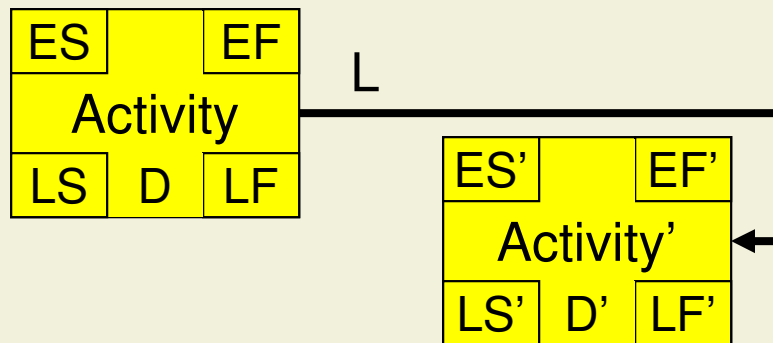 ES EF
L
Activity
LS D LF
ES’ EF’
Activity’
LS’ D’ LF’